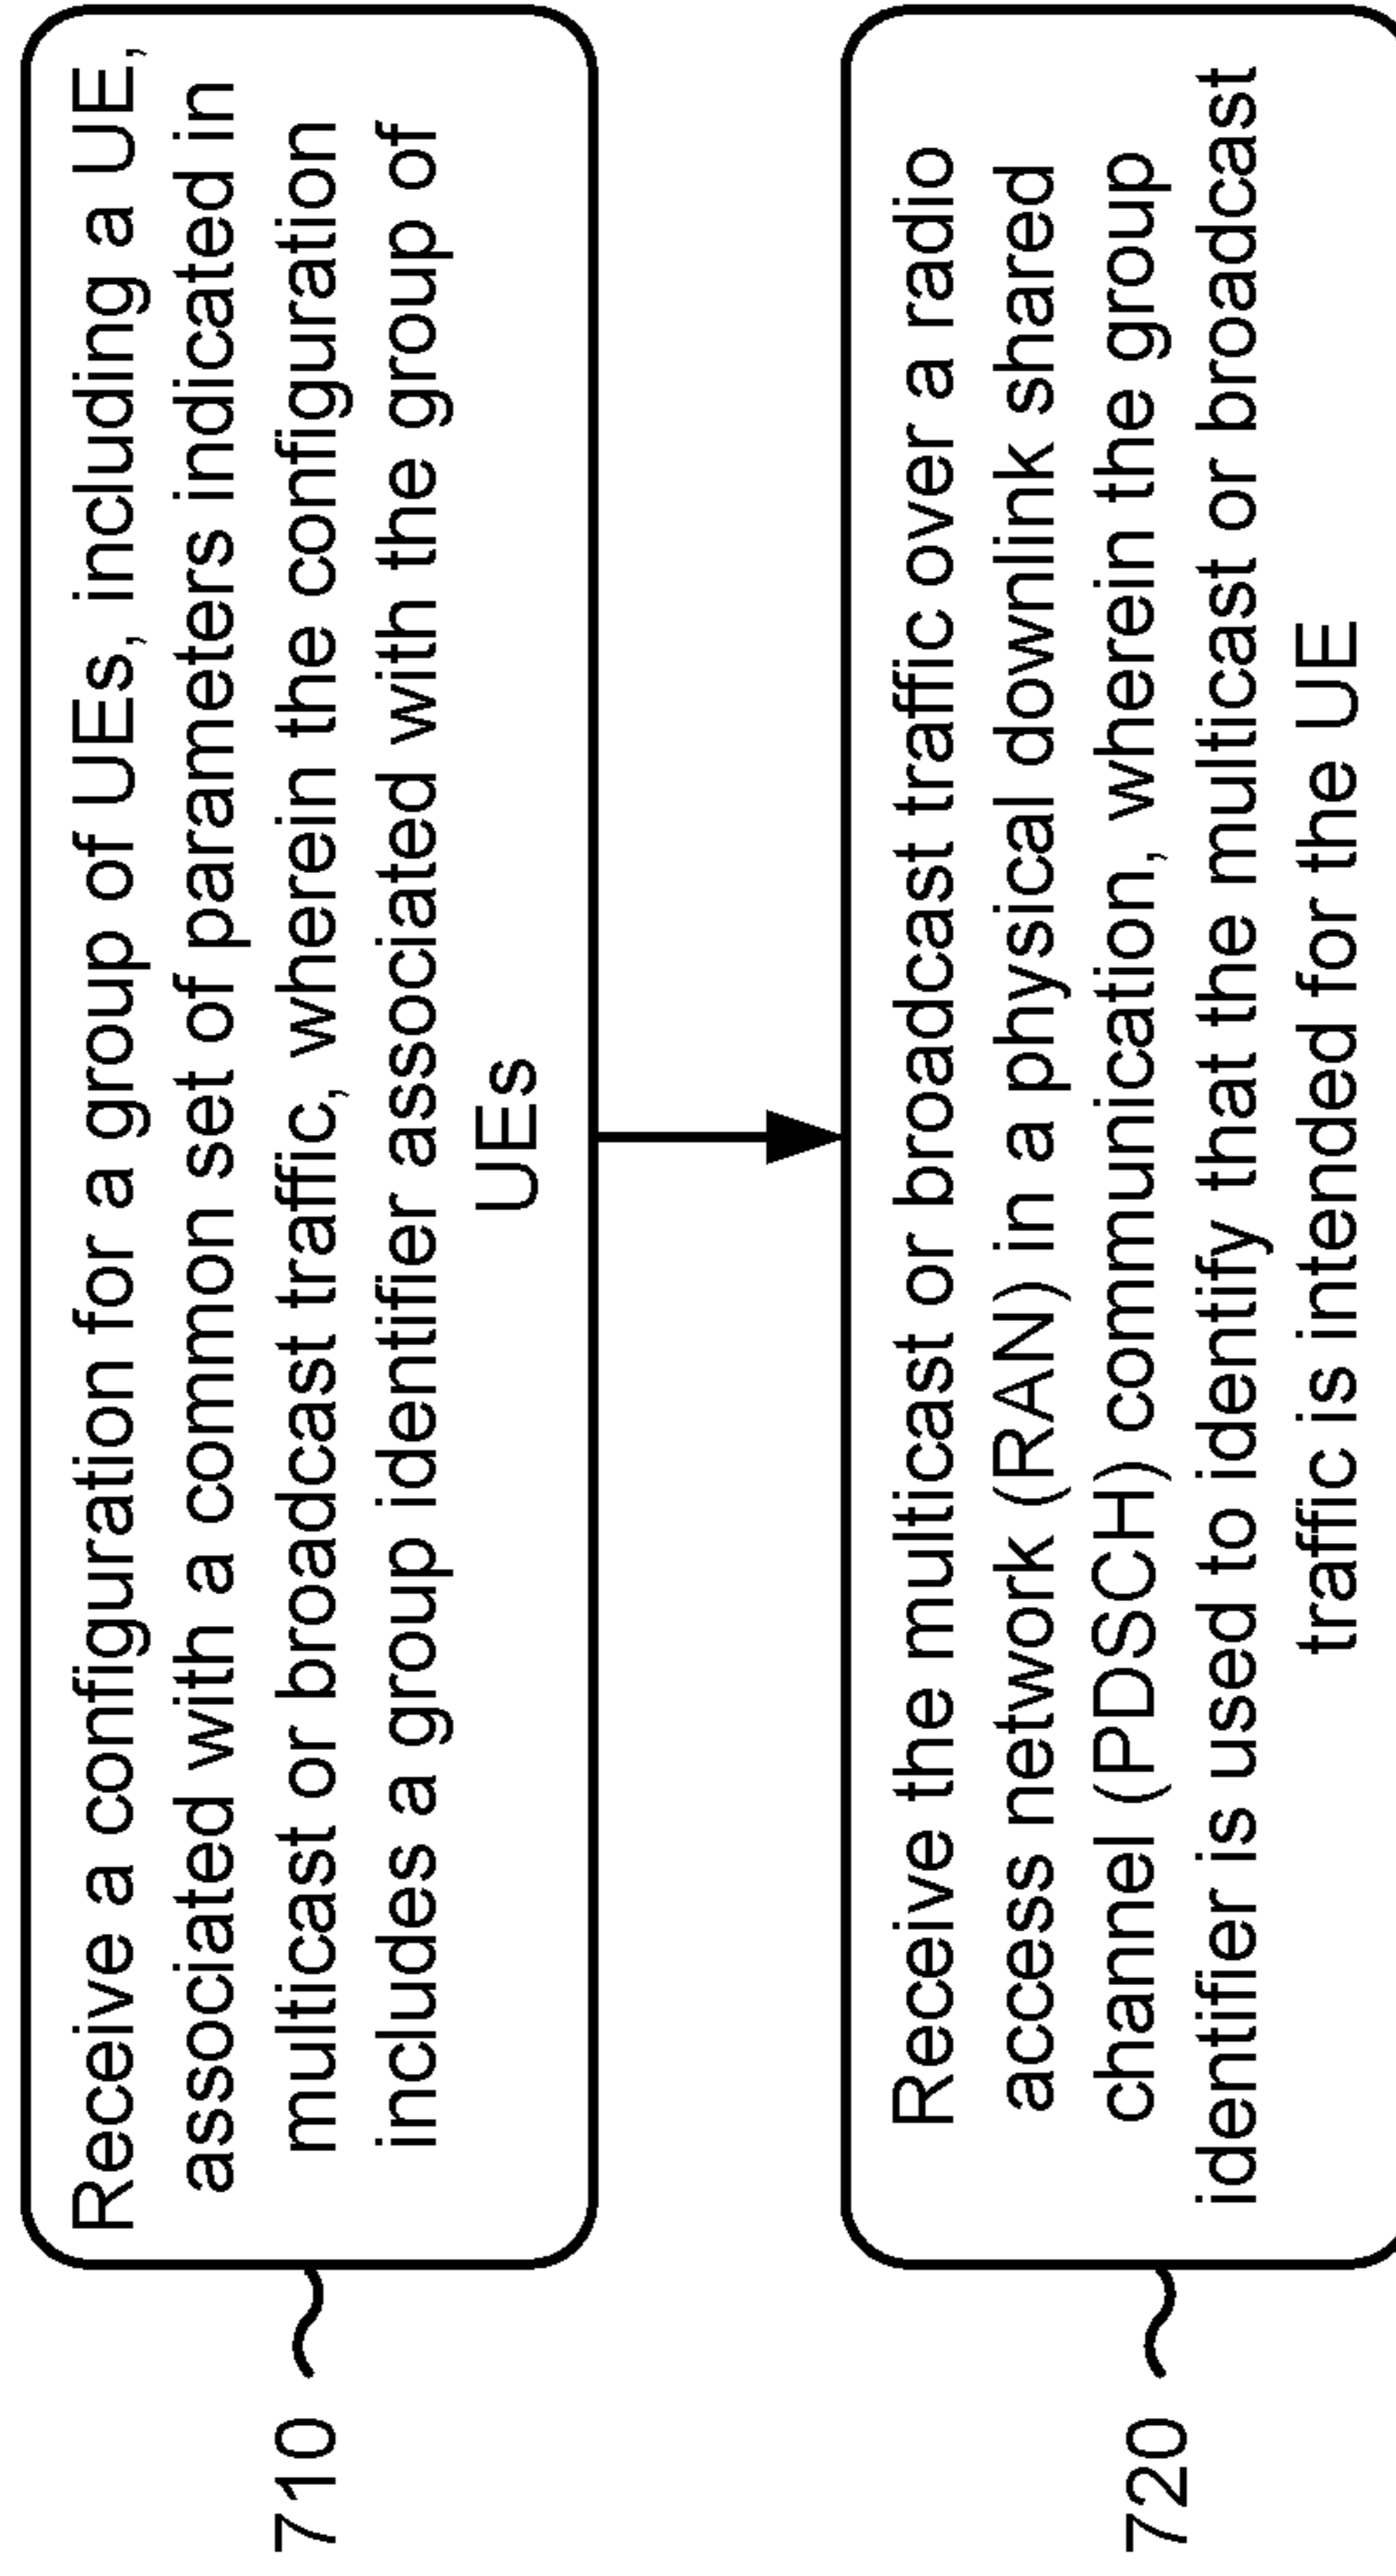 710
Receive a configuration for a group of UEs, including a UE,
associated with a common set of parameters indicated in
multicast or broadcast traffic, wherein the configuration
includes a group identifier associated with the group of
UEs
720
Receive the multicast or broadcast traffic over a radio
access network (RAN) in a physical downlink shared
channel (PDSCH) communication, wherein the group
identifier is used to identify that the multicast or broadcast
traffic is intended for the UE